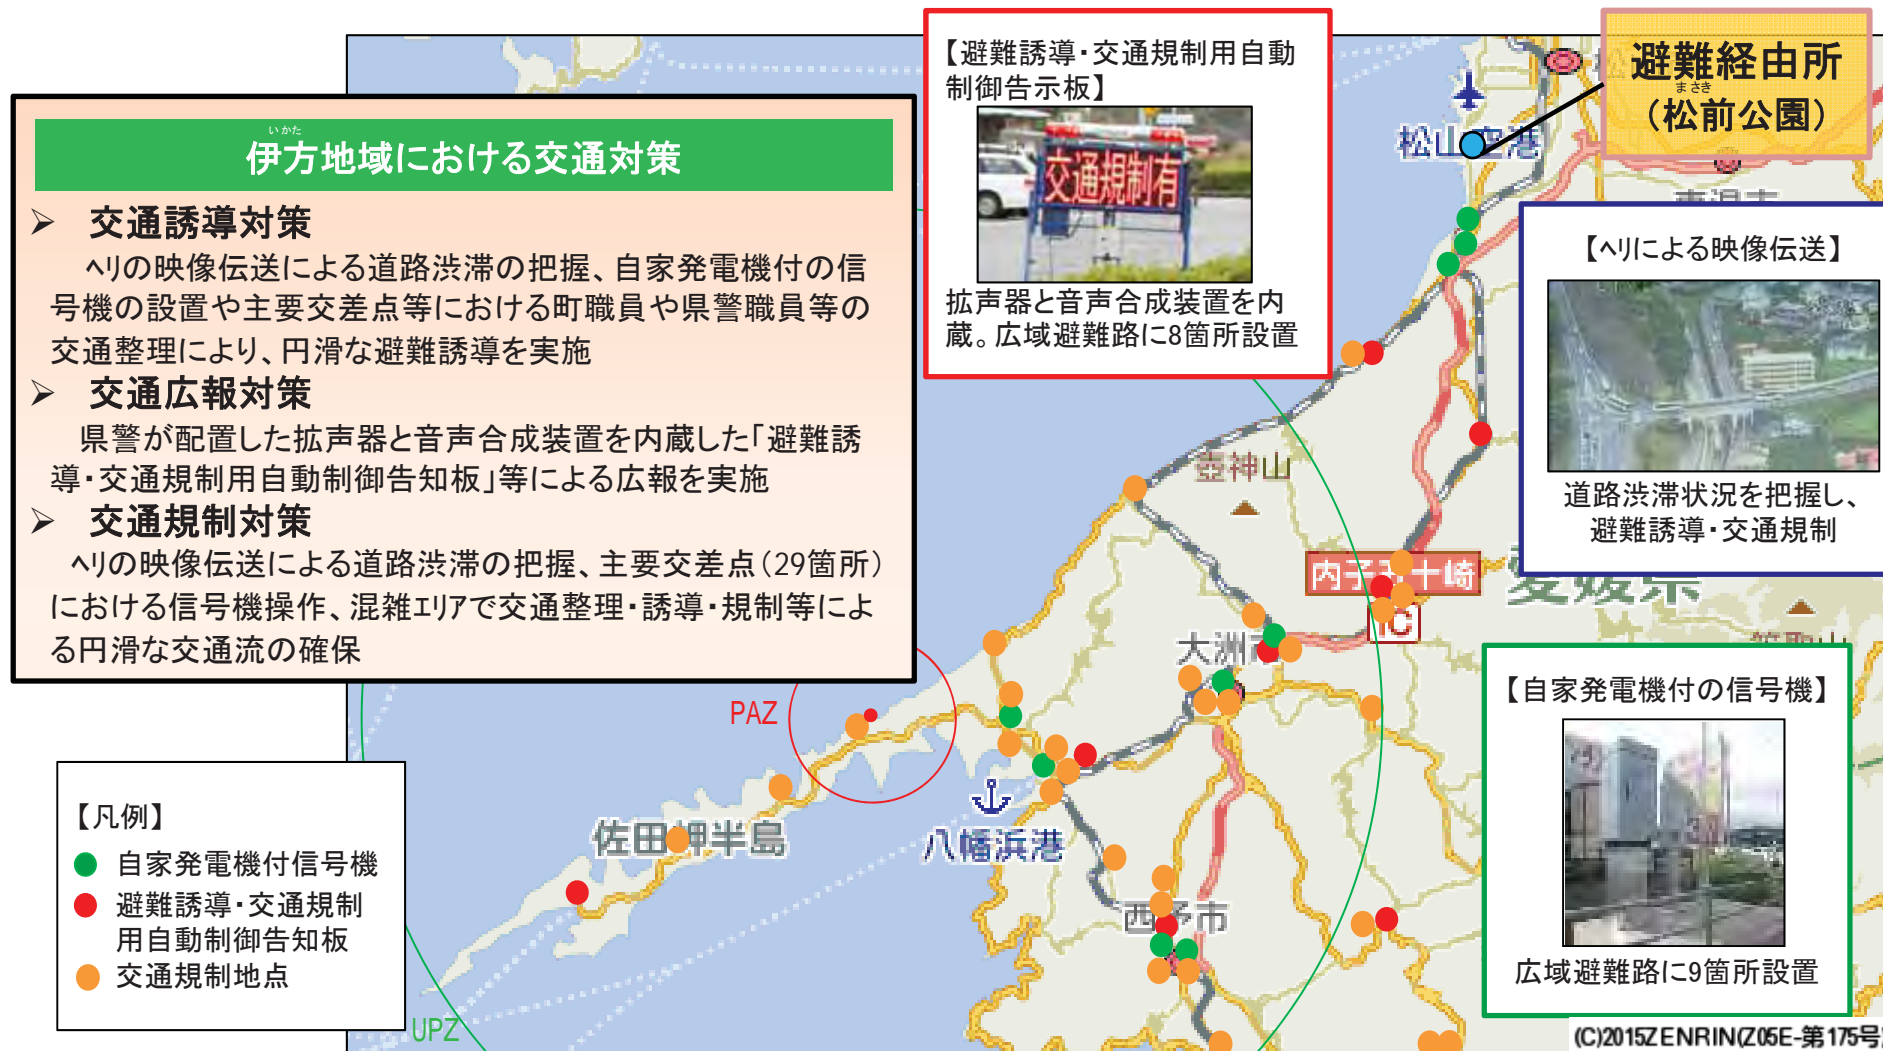 いかた
伊方地域における交通対策
➢ 交通誘導対策
ヘリの映像伝送による道路渋滞の把握、自家発電機付の信
号機の設置や主要交差点等における町職員や県警職員等の
交通整理により、円滑な避難誘導を実施
➢ 交通広報対策
県警が配置した拡声器と音声合成装置を内蔵した「避難誘
導・交通規制用自動制御告知板」等による広報を実施
➢ 交通規制対策
ヘリの映像伝送による道路渋滞の把握、主要交差点（29箇所）
における信号機操作、混雑エリアで交通整理・誘導・規制等によ
る円滑な交通流の確保
【避難誘導・交通規制用自動
制御告示板】
交通規制有
拡声器と音声合成装置を内
蔵。広域避難路に8箇所設置
避難経由所
まさき
（松前公園）
松山空港
【ヘリによる映像伝送】
道路渋滞状況を把握し、
避難誘導・交通規制
壺神山
内子五十崎
IC
愛媛県
大洲市
PAZ
八幡浜港
佐田岬半島
西予市
UPZ
【自家発電機付の信号機】
広域避難路に9箇所設置
【凡例】
自家発電機付信号機
避難誘導・交通規制
用自動制御告知板
交通規制地点
(C)2015ZENRIN(Z05E-第175号)